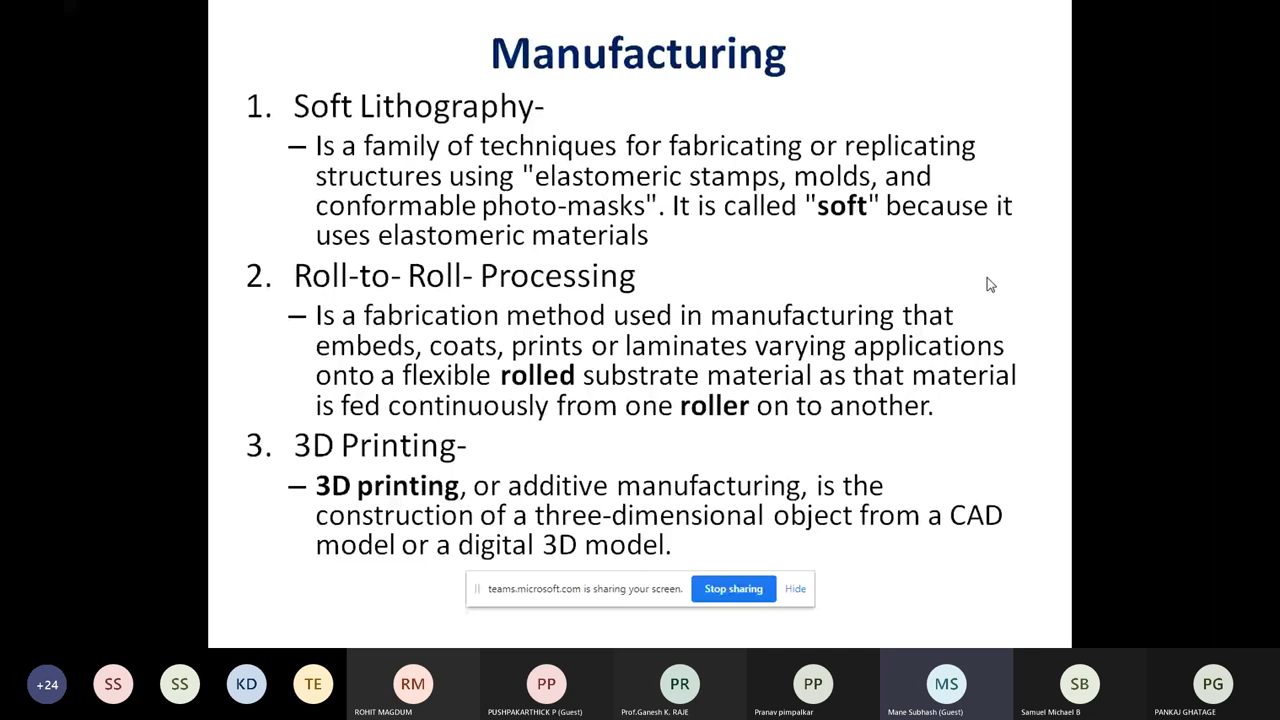 Manufacturing
1. Soft Lithography-
– Is a family of techniques for fabricating or replicating
structures using "elastomeric stamps, molds, and
conformable photo-masks". It is called "soft" because it
uses elastomeric materials
2. Roll-to- Roll- Processing
– Is a fabrication method used in manufacturing that
embeds, coats, prints or laminates varying applications
onto a flexible rolled substrate material as that material
is fed continuously from one roller on to another.
3. 3D Printing-
– 3D printing, or additive manufacturing, is the
construction of a three-dimensional object from a CAD
model or a digital 3D model.
teams.microsoft.com is sharing your screen. Stop sharing Hide
+24 SS SS KD TE RM PP PR PP MS SB PG
ROHIT MAGDUM PUSHPAKARTHICK P (Guest) Prof.Ganesh K. RAJE Pranav pimpalkar Mane Subhash (Guest) Samuel Michael B PANKAJ GHATAGE